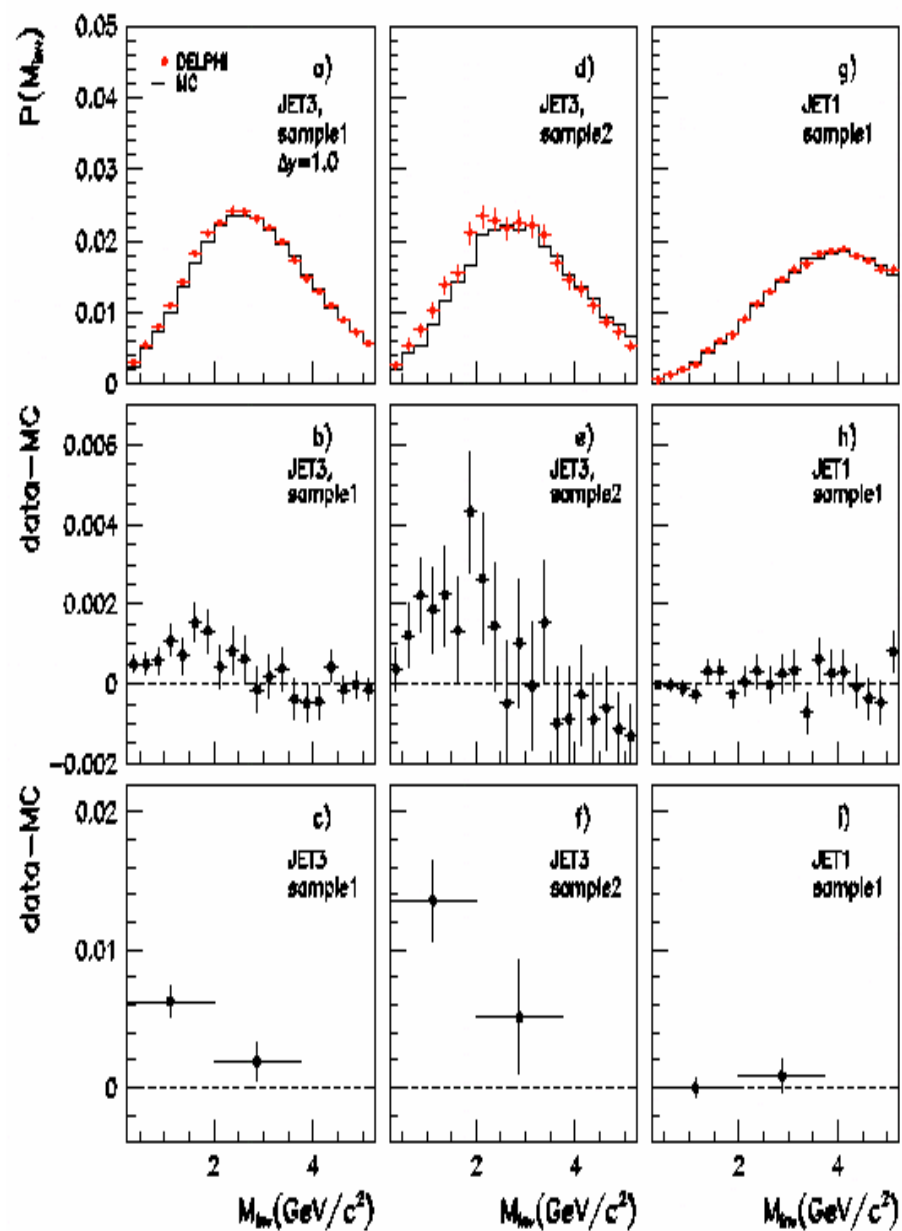 P(M_inv)
0.05
0.04
0.03
0.02
0.01
0
DELPHI
MC
a)
JET3,
sample1
Δy=1.0
d)
JET3,
sample2
g)
JET1
sample1
data-MC
0.006
0.004
0.002
0
-0.002
b)
JET3,
sample1
e)
JET3,
sample2
h)
JET1
sample1
data-MC
0.02
0.01
0
c)
JET3
sample1
f)
JET3
sample2
i)
JET1
sample1
2 4
2 4
2 4
M_inv(GeV/c²)
M_inv(GeV/c²)
M_inv(GeV/c²)